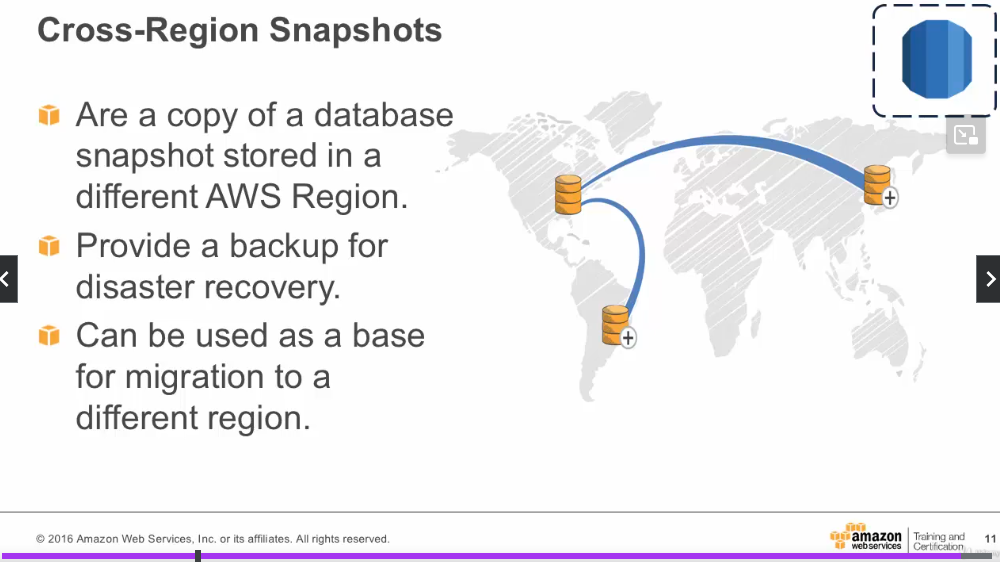 Cross-Region Snapshots
Are a copy of a database
snapshot stored in a
different AWS Region.
Provide a backup for
disaster recovery.
Can be used as a base
for migration to a
different region.
© 2016 Amazon Web Services, Inc. or its affiliates. All rights reserved.
amazon
webservices
Training and
Certification
11